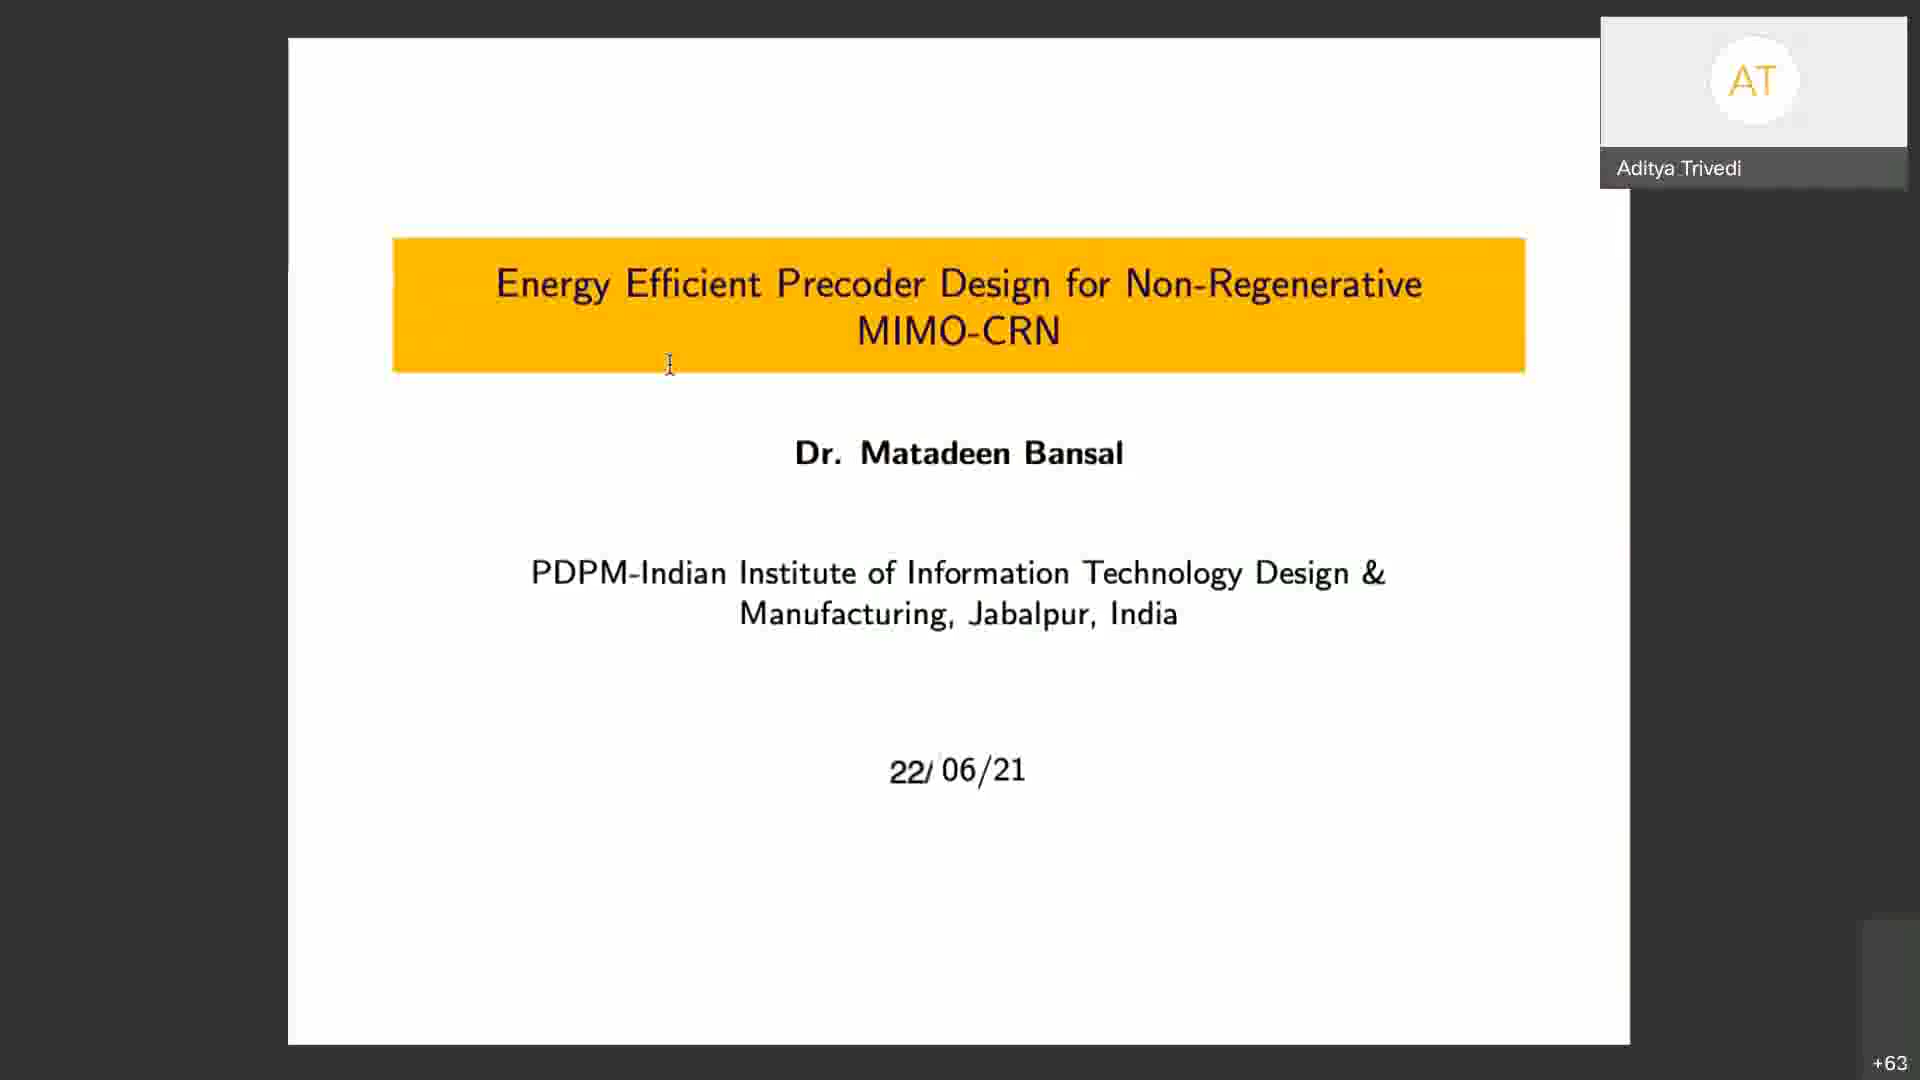 AT
Aditya Trivedi
Energy Efficient Precoder Design for Non-Regenerative
MIMO-CRN
Dr. Matadeen Bansal
PDPM-Indian Institute of Information Technology Design &
Manufacturing, Jabalpur, India
22/ 06/21
+63